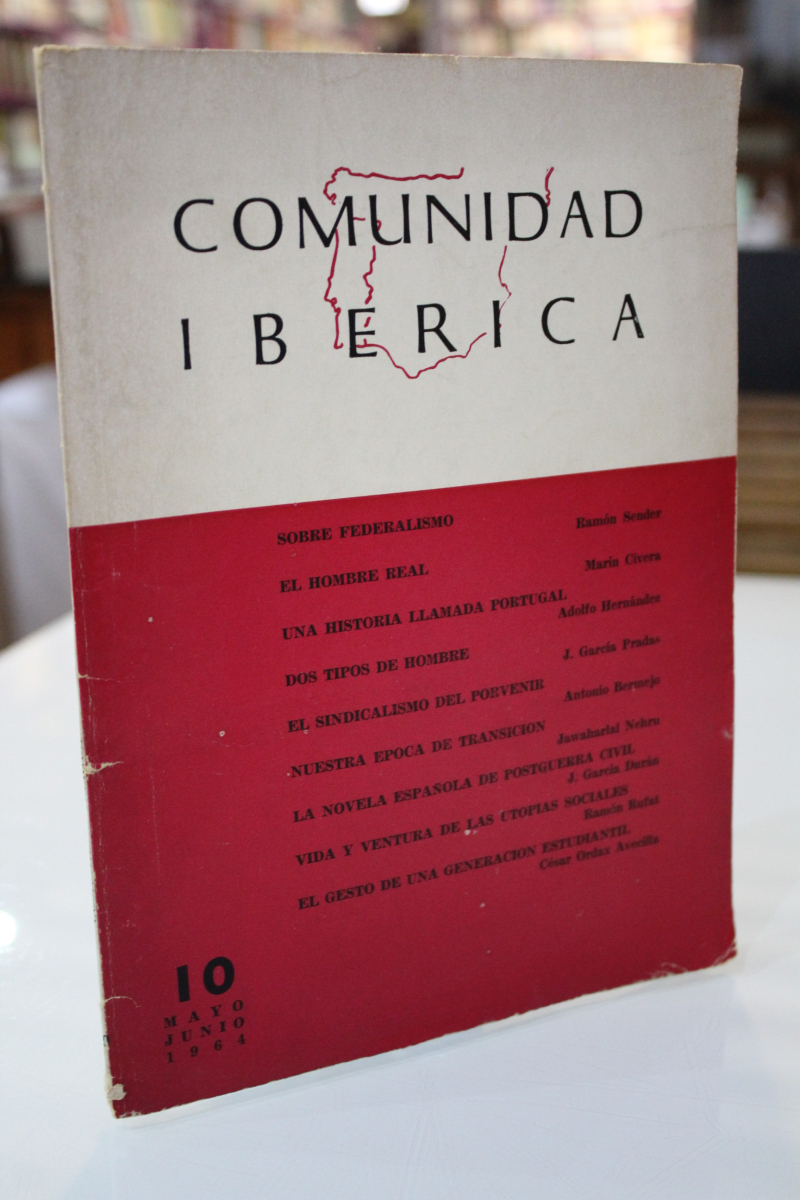 COMUNIDAD
IBERICA
SOBRE FEDERALISMO Ramón Sender
EL HOMBRE REAL Marín Civera
UNA HISTORIA LLAMADA PORTUGAL
Adolfo Hernández
DOS TIPOS DE HOMBRE J. García Pradas
EL SINDICALISMO DEL PORVENIR Antonio Bermejo
NUESTRA EPOCA DE TRANSICION Jawaharlal Nehru
LA NOVELA ESPAÑOLA DE POSTGUERRA CIVIL
J. García Durán
VIDA Y VENTURA DE LAS UTOPIAS SOCIALES
Ramón Rufat
EL GESTO DE UNA GENERACION ESTUDIANTIL
César Ordax Avecilla
10
MAYO
JUNIO
1964